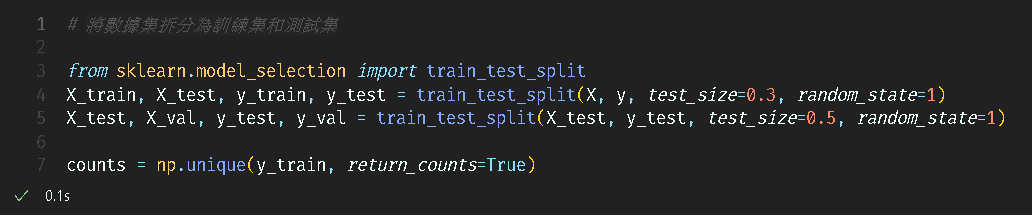 1 # 將數據集拆分為訓練集和測試集
2
3 from sklearn.model_selection import train_test_split
4 X_train, X_test, y_train, y_test = train_test_split(X, y, test_size=0.3, random_state=1)
5 X_test, X_val, y_test, y_val = train_test_split(X_test, y_test, test_size=0.5, random_state=1)
6
7 counts = np.unique(y_train, return_counts=True)
✓ 0.1s